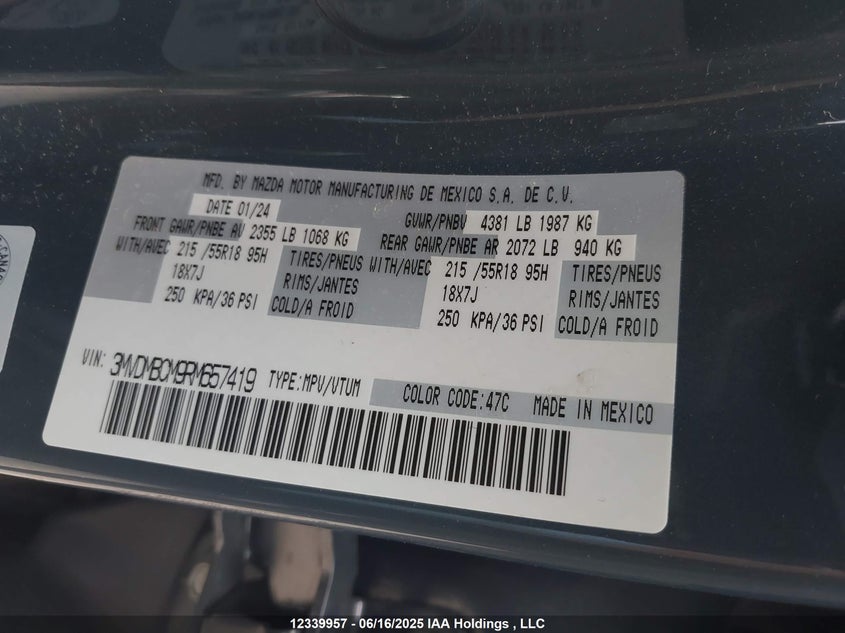 MFD. BY MAZDA MOTOR MANUFACTURING DE MEXICO S.A. DE C.V.
DATE 01/24 GVWR/PNBV 4381 LB 1987 KG
FRONT GAWR/PNBE AV 2355 LB 1068 KG REAR GAWR/PNBE AR 2072 LB 940 KG
WITH/AVEC 215 /55R18 95H TIRES/PNEUS WITH/AVEC 215 /55R18 95H TIRES/PNEUS
18X7J RIMS/JANTES 18X7J RIMS/JANTES
250 KPA/36 PSI COLD/A FROID 250 KPA/36 PSI COLD/A FROID
VIN: 3MVDMBCM9RM657419 TYPE:MPV/VTUM COLOR CODE:47C MADE IN MEXICO
12339957 - 06/16/2025 IAA Holdings , LLC